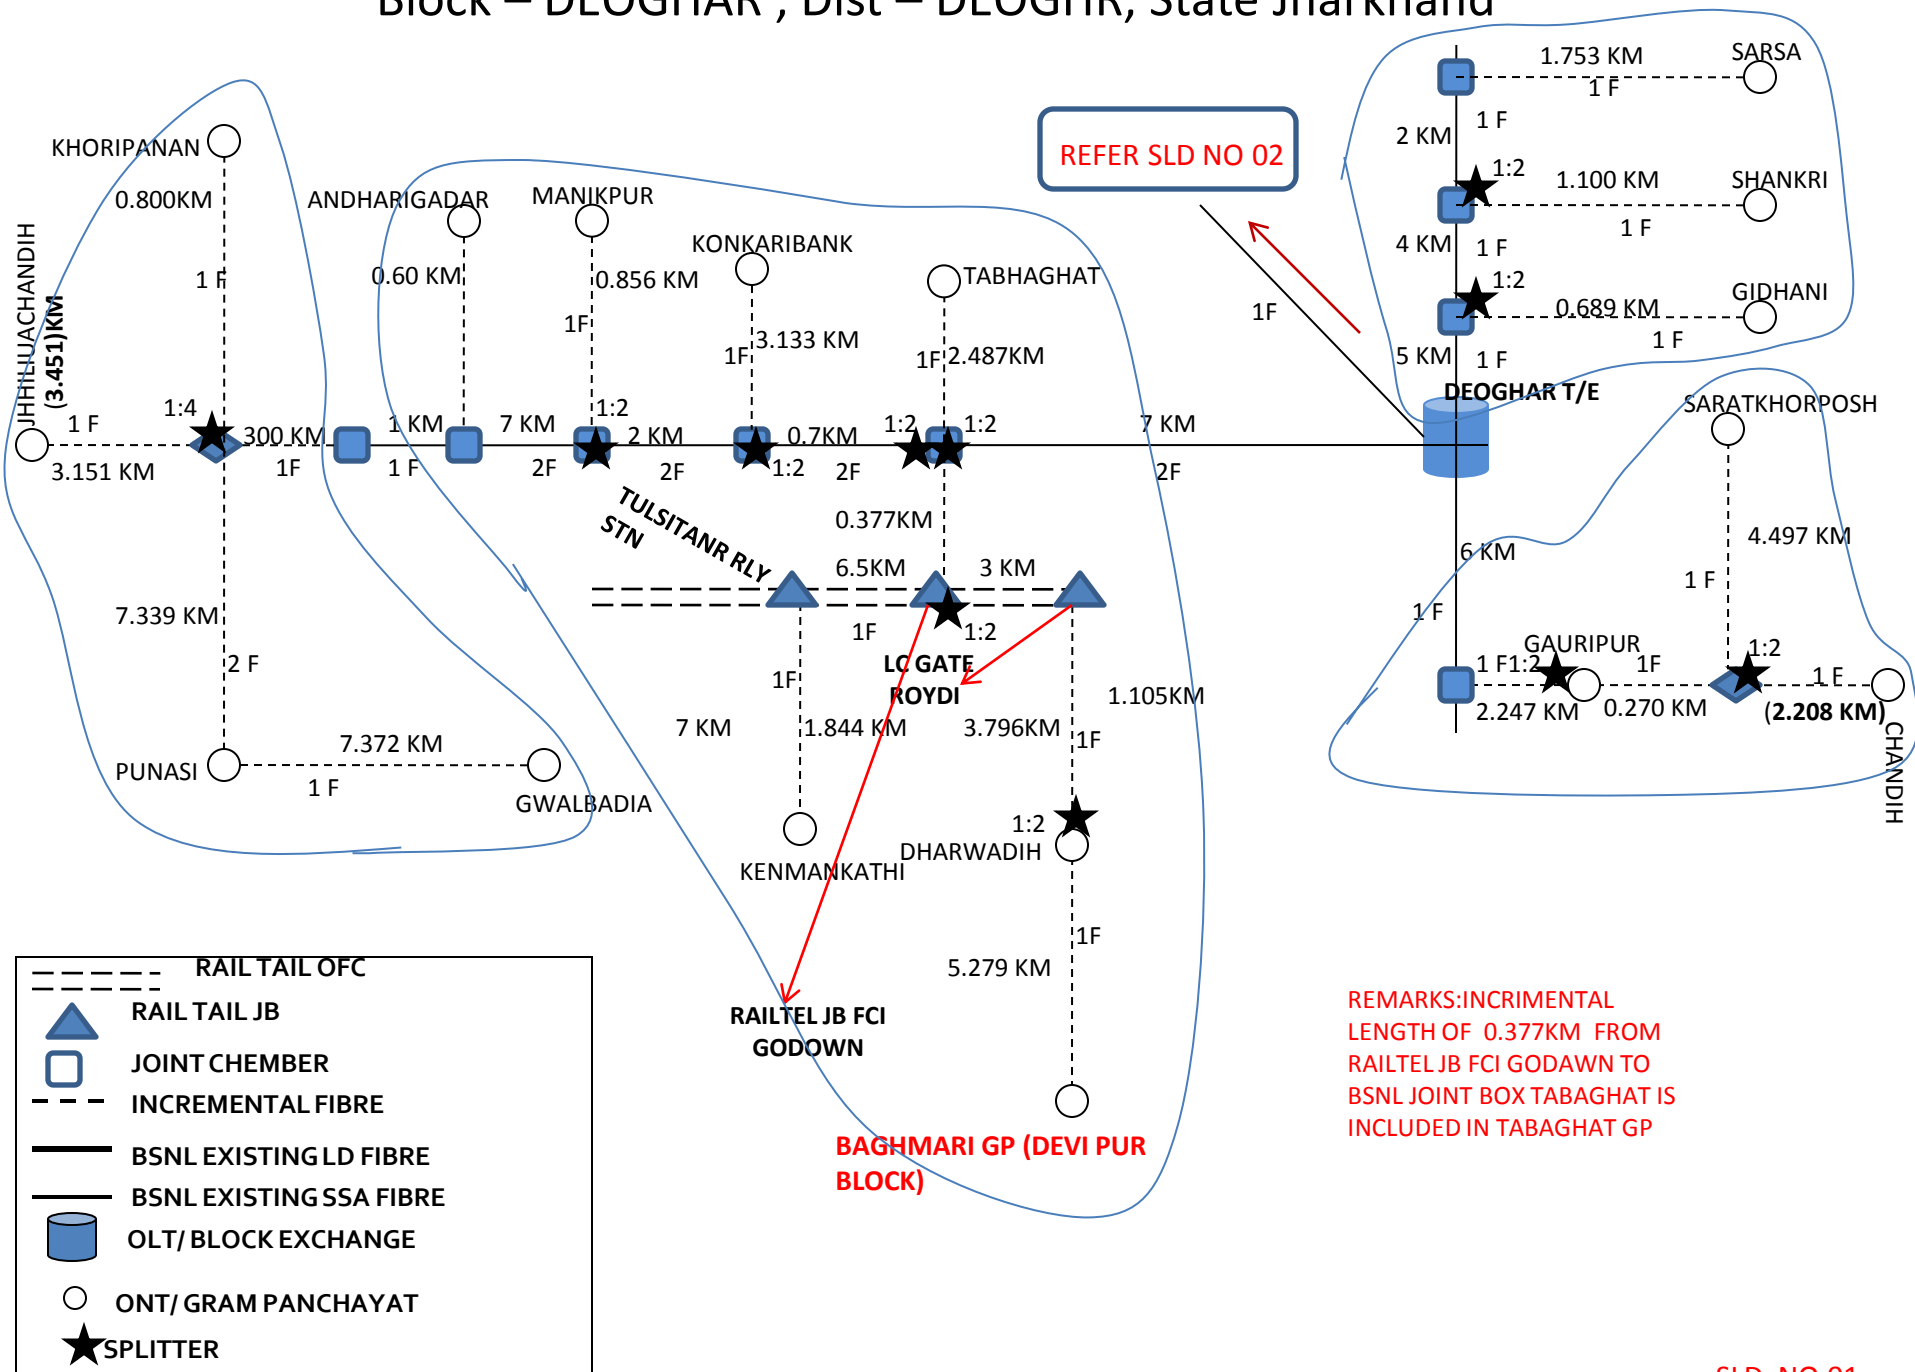 Block – DEOGHAR , Dist – DEOGHR, State Jharkhand
KHORIPANAN
0.800KM
1 F
JHHILIUACHANDIH
(3.451)KM
1 F
3.151 KM
1:4
300 KM
1F
7.339 KM
2 F
PUNASI
7.372 KM
1 F
GWALBADIA
ANDHARIGADAR
0.60 KM
1 KM
1 F
MANIKPUR
0.856 KM
1F
7 KM
2F
1:2
2 KM
2F
KONKARIBANK
3.133 KM
1F
1:2
0.7KM
2F
TABHAGHAT
1F
2.487KM
1:2
1:2
7 KM
2F
REFER SLD NO 02
1F
SARSA
1.753 KM
1 F
2 KM
1 F
1:2
SHANKRI
1.100 KM
1 F
4 KM
1 F
1:2
GIDHANI
0.689 KM
1 F
5 KM
1 F
DEOGHAR T/E
SARATKHORPOSH
4.497 KM
1 F
6 KM
1 F
GAURIPUR
1 F
1:2
2.247 KM
1F
0.270 KM
1:2
1 F
(2.208 KM)
CHANDIH
0.377KM
TULSITANR RLY
STN
6.5KM
3 KM
1F
1:2
LC GATE
ROYDI
1F
7 KM
1.844 KM
KENMANKATHI
3.796KM
1.105KM
1F
1:2
DHARWADIH
1F
5.279 KM
RAILTEL JB FCI
GODOWN
BAGHMARI GP (DEVI PUR
BLOCK)
REMARKS:INCRIMENTAL
LENGTH OF 0.377KM FROM
RAILTEL JB FCI GODAWN TO
BSNL JOINT BOX TABAGHAT IS
INCLUDED IN TABAGHAT GP
RAIL TAIL OFC
RAIL TAIL JB
JOINT CHEMBER
INCREMENTAL FIBRE
BSNL EXISTING LD FIBRE
BSNL EXISTING SSA FIBRE
OLT/ BLOCK EXCHANGE
ONT/ GRAM PANCHAYAT
SPLITTER
SLD NO 01